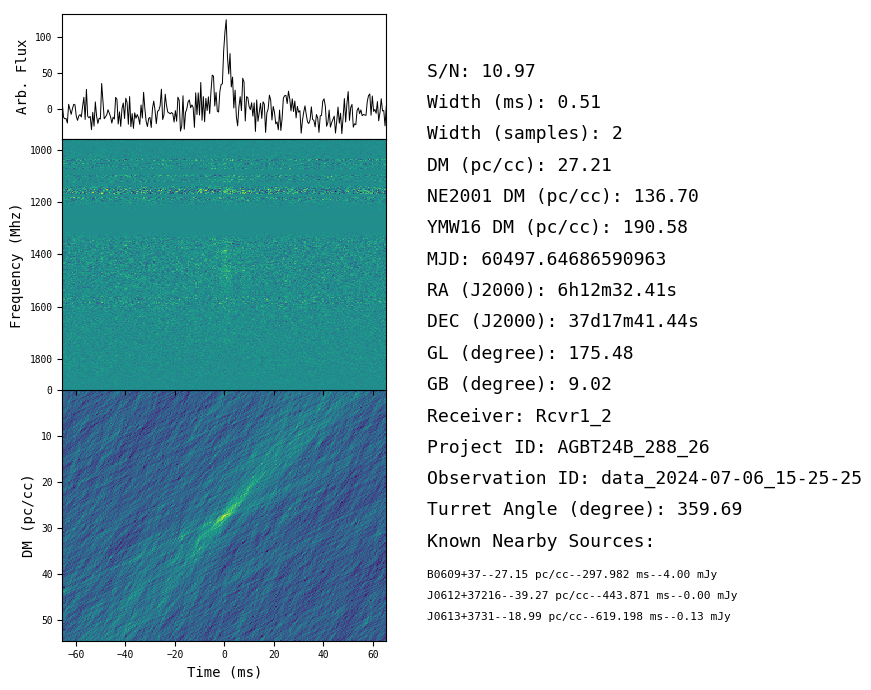 Arb. Flux
100
50
0
Frequency (Mhz)
1000
1200
1400
1600
1800
DM (pc/cc)
0
10
20
30
40
50
−60
−40
−20
0
20
40
60
Time (ms)
S/N: 10.97
Width (ms): 0.51
Width (samples): 2
DM (pc/cc): 27.21
NE2001 DM (pc/cc): 136.70
YMW16 DM (pc/cc): 190.58
MJD: 60497.64686590963
RA (J2000): 6h12m32.41s
DEC (J2000): 37d17m41.44s
GL (degree): 175.48
GB (degree): 9.02
Receiver: Rcvr1_2
Project ID: AGBT24B_288_26
Observation ID: data_2024-07-06_15-25-25
Turret Angle (degree): 359.69
Known Nearby Sources:
B0609+37--27.15 pc/cc--297.982 ms--4.00 mJy
J0612+37216--39.27 pc/cc--443.871 ms--0.00 mJy
J0613+3731--18.99 pc/cc--619.198 ms--0.13 mJy